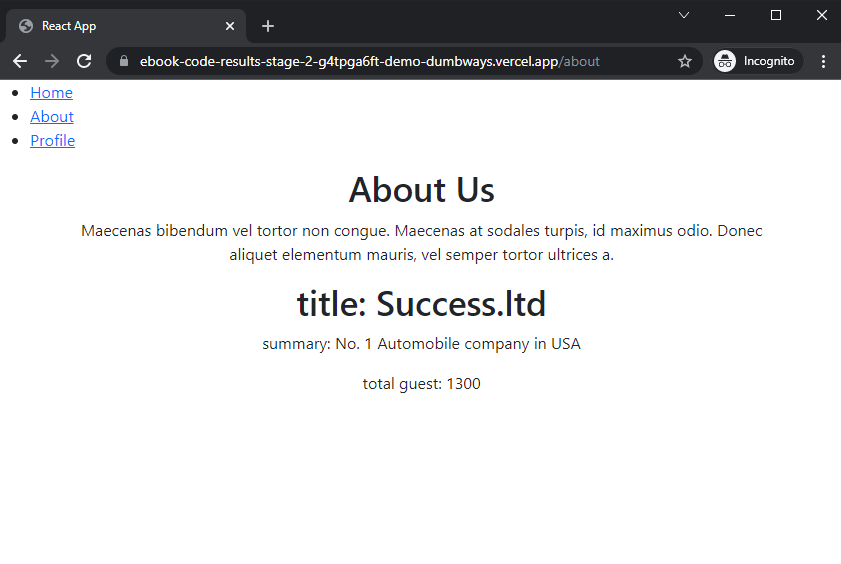 React App
ebook-code-results-stage-2-g4tpga6ft-demo-dumbways.vercel.app/about
Incognito
Home
About
Profile
About Us
Maecenas bibendum vel tortor non congue. Maecenas at sodales turpis, id maximus odio. Donec
aliquet elementum mauris, vel semper tortor ultrices a.
title: Success.ltd
summary: No. 1 Automobile company in USA
total guest: 1300